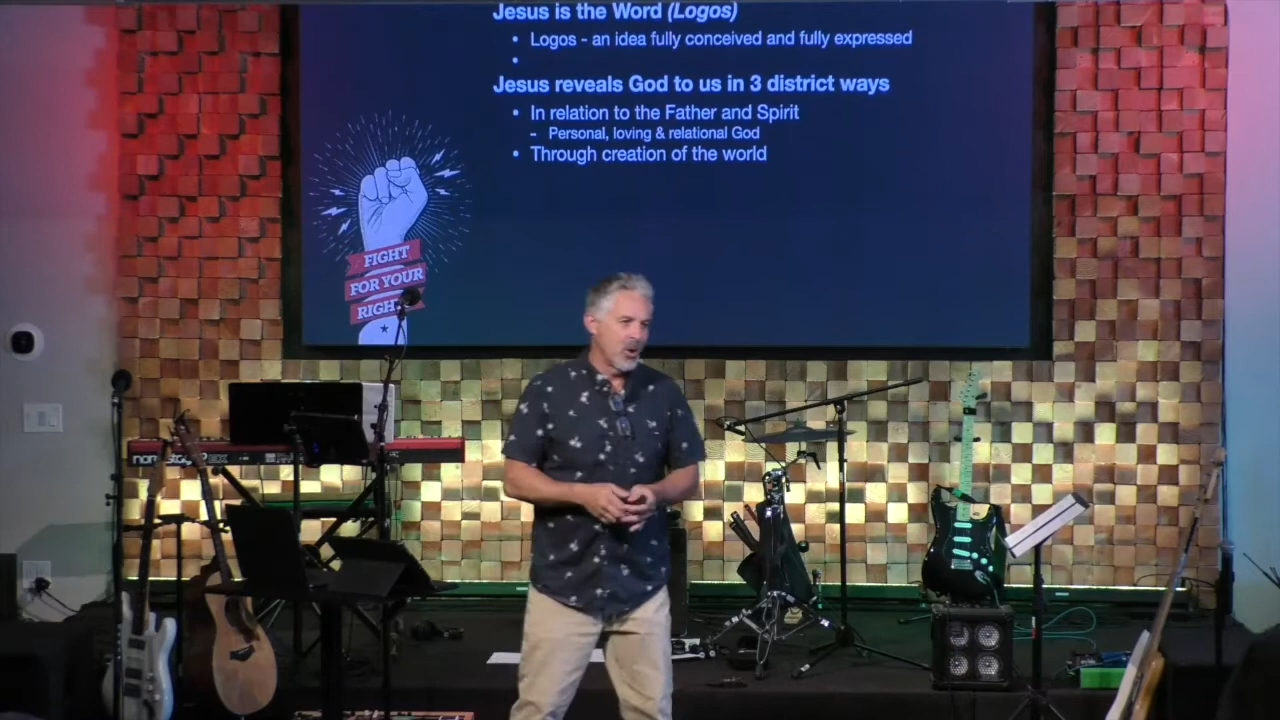 Jesus is the Word (Logos)
• Logos - an idea fully conceived and fully expressed
•
Jesus reveals God to us in 3 district ways
• In relation to the Father and Spirit
- Personal, loving & relational God
• Through creation of the world
FIGHT
FOR YOUR